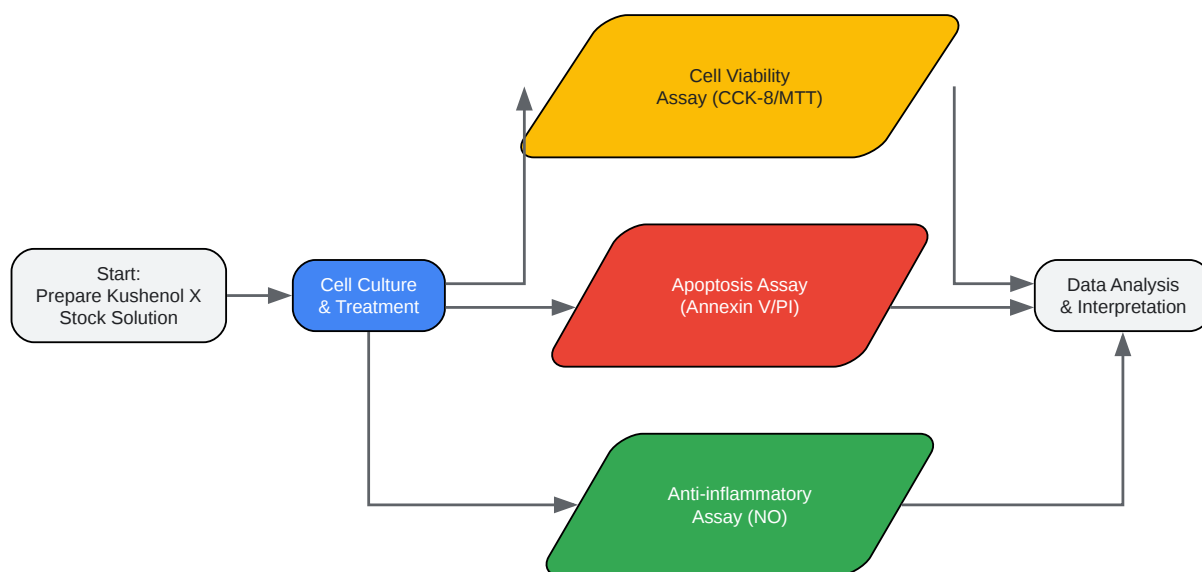 Start:
Prepare Kushenol X
Stock Solution
Cell Culture
& Treatment
Cell Viability
Assay (CCK-8/MTT)
Apoptosis Assay
(Annexin V/PI)
Anti-inflammatory
Assay (NO)
Data Analysis
& Interpretation